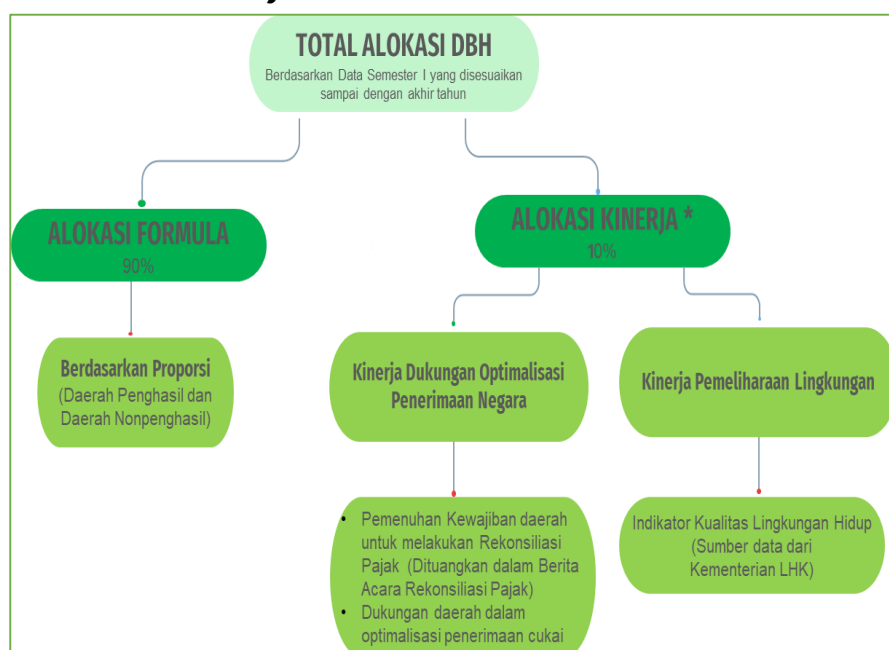 TOTAL ALOKASI DBH
Berdasarkan Data Semester I yang disesuaikan
sampai dengan akhir tahun
ALOKASI FORMULA
90%
ALOKASI KINERJA *
10%
Berdasarkan Proporsi
(Daerah Penghasil dan
Daerah Nonpenghasil)
Kinerja Dukungan Optimalisasi
Penerimaan Negara
Kinerja Pemeliharaan Lingkungan
• Pemenuhan Kewajiban daerah
untuk melakukan Rekonsiliasi
Pajak (Dituangkan dalam Berita
Acara Rekonsiliasi Pajak)
• Dukungan daerah dalam
optimalisasi penerimaan cukai
Indikator Kualitas Lingkungan Hidup
(Sumber data dari
Kementerian LHK)